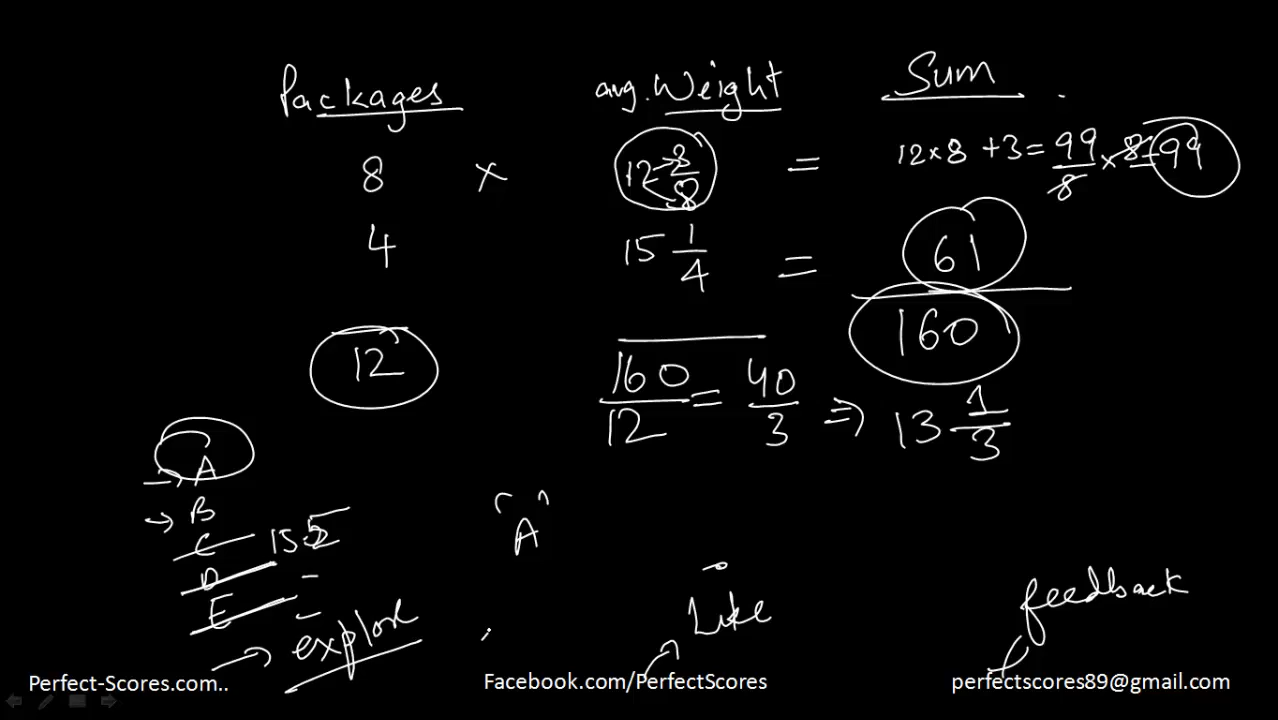 Packages avg. Weight Sum
8 × 12 3/8 = 12×8 +3 = 99/8 × 8 = 99
4 15 1/4 = 61
12 160
160/12 = 40/3 ⇒ 13 1/3
→ A
→ B
C 15.2
D -
E -
"A"
→ explore
Like
feedback
Perfect-Scores.com.. Facebook.com/PerfectScores perfectscores89@gmail.com